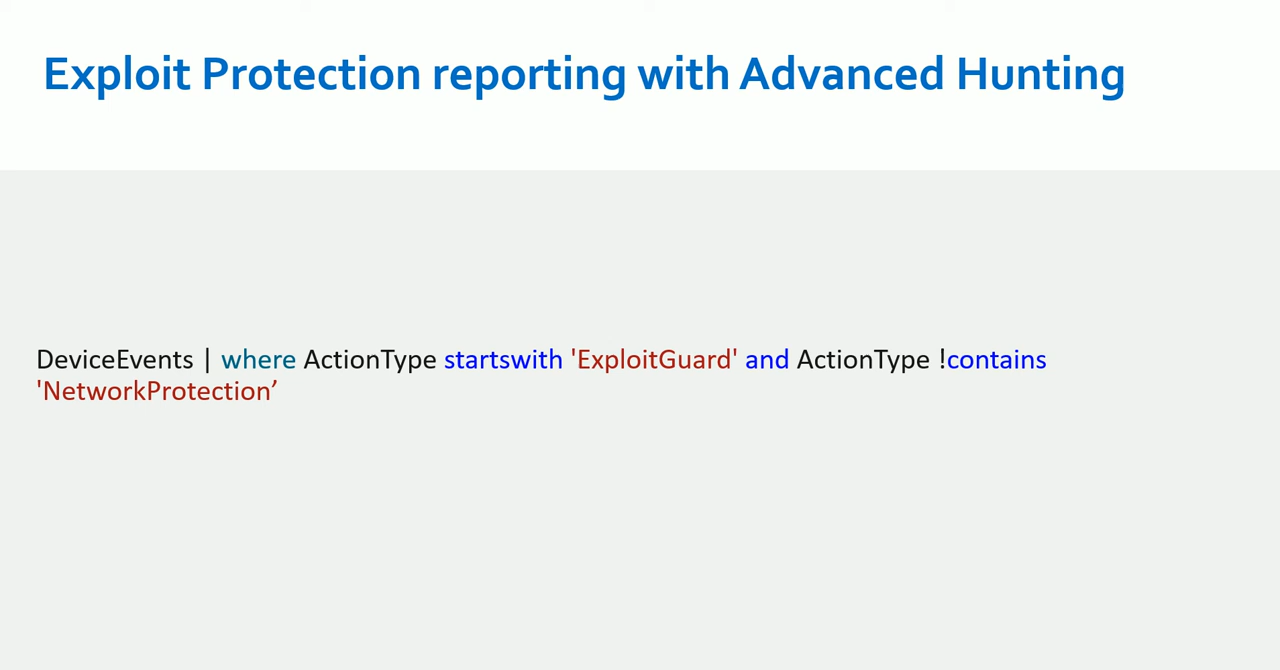 Exploit Protection reporting with Advanced Hunting
DeviceEvents | where ActionType startswith 'ExploitGuard' and ActionType !contains
'NetworkProtection’